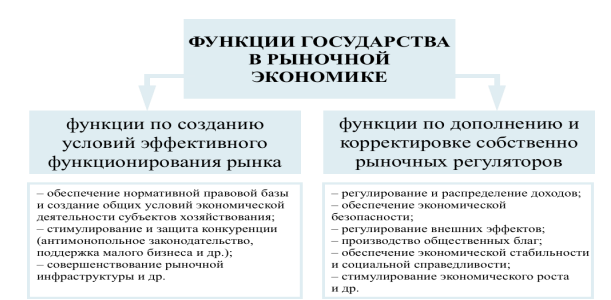 ФУНКЦИИ ГОСУДАРСТВА
В РЫНОЧНОЙ
ЭКОНОМИКЕ
функции по созданию
условий эффективного
функционирования рынка
– обеспечение нормативной правовой базы
и создание общих условий экономической
деятельности субъектов хозяйствования;
– стимулирование и защита конкуренции
(антимонопольное законодательство,
поддержка малого бизнеса и др.);
– совершенствование рыночной
инфраструктуры и др.
функции по дополнению и
корректировке собственно
рыночных регуляторов
– регулирование и распределение доходов;
– обеспечение экономической
безопасности;
– регулирование внешних эффектов;
– производство общественных благ;
– обеспечение экономической стабильности
и социальной справедливости;
– стимулирование экономического роста
и др.